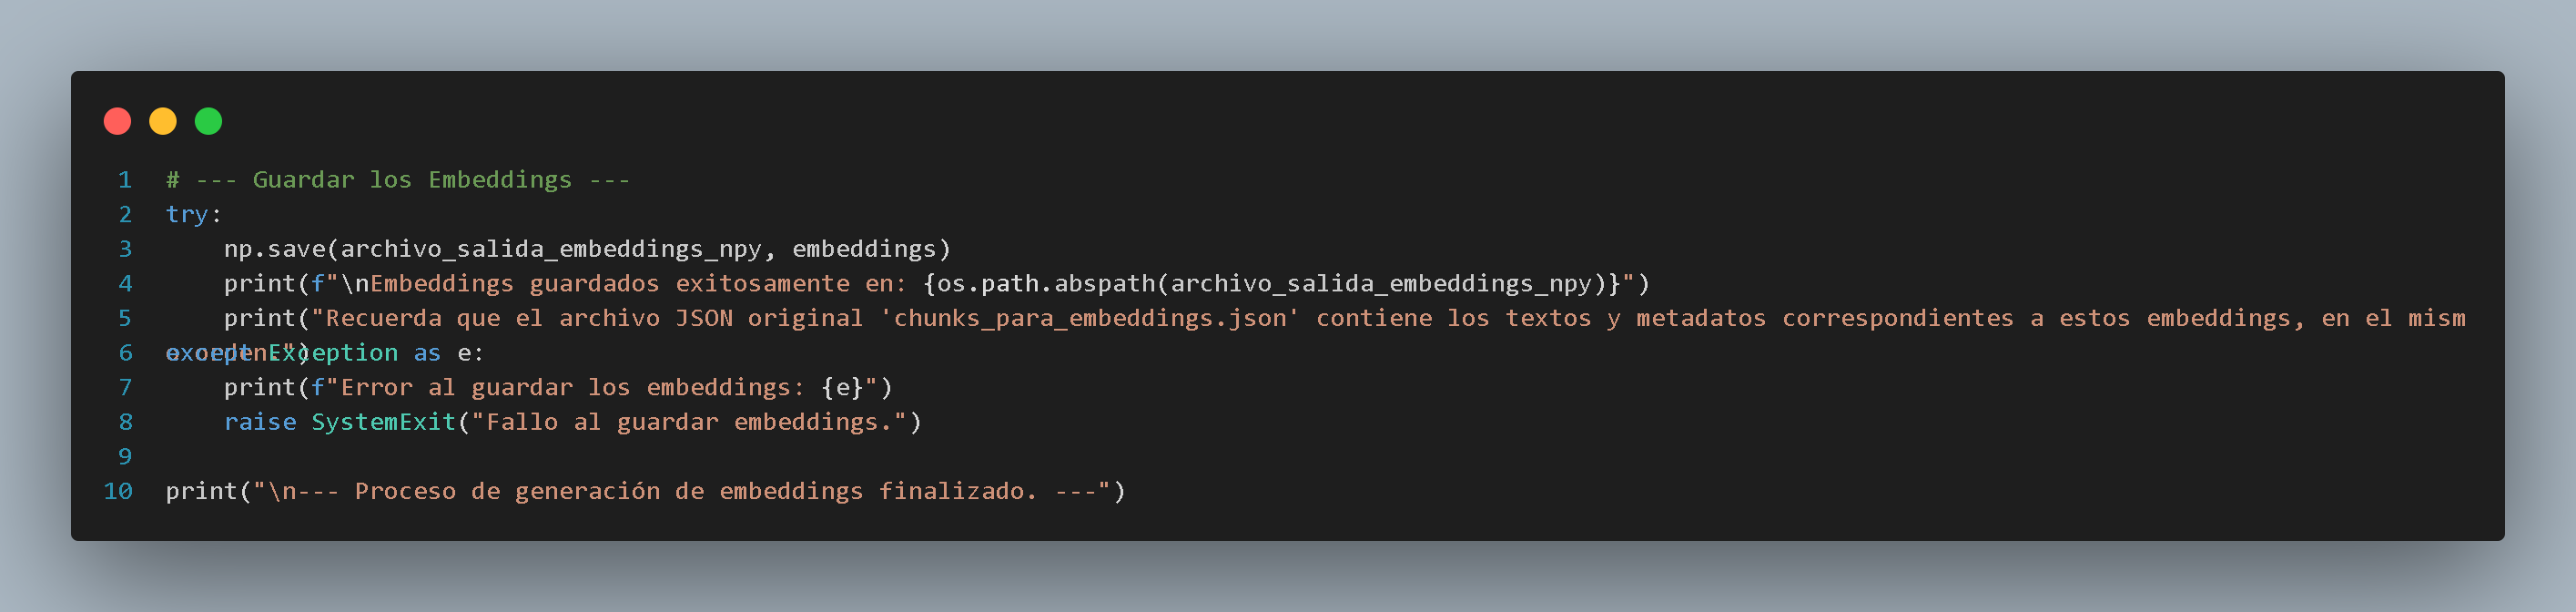 1 # --- Guardar los Embeddings ---
2 try:
3     np.save(archivo_salida_embeddings_npy, embeddings)
4     print(f"\nEmbeddings guardados exitosamente en: {os.path.abspath(archivo_salida_embeddings_npy)}")
5     print("Recuerda que el archivo JSON original 'chunks_para_embeddings.json' contiene los textos y metadatos correspondientes a estos embeddings, en el mism
o orden.")
6 except Exception as e:
7     print(f"Error al guardar los embeddings: {e}")
8     raise SystemExit("Fallo al guardar embeddings.")
9
10 print("\n--- Proceso de generación de embeddings finalizado. ---")